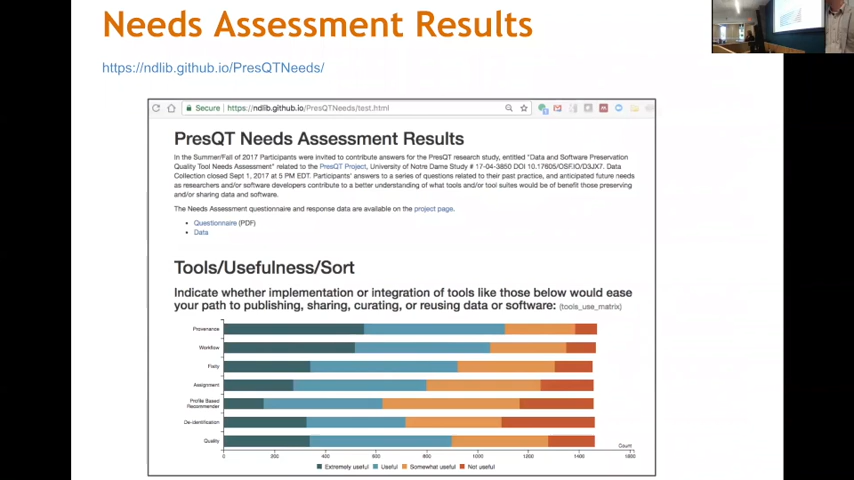 Needs Assessment Results
https://ndlib.github.io/PresQTNeeds/
Secure https://ndlib.github.io/PresQTNeeds/test.html
PresQT Needs Assessment Results
In the Summer/Fall of 2017 Participants were invited to contribute answers for the PresQT research study, entitled "Data and Software Preservation
Quality Tool Needs Assessment" related to the PresQT Project, University of Notre Dame Study # 17-04-3850 DOI 10.17605/OSF.IO/D3JX7. Data
Collection closed Sept 1, 2017 at 5 PM EDT. Participants' answers to a series of questions related to their past practice, and anticipated future needs
as researchers and/or software developers contribute to a better understanding of what tools and/or tool suites would be of benefit those preserving
and/or sharing data and software.
The Needs Assessment questionnaire and response data are available on the project page.
• Questionnaire (PDF)
• Data
Tools/Usefulness/Sort
Indicate whether implementation or integration of tools like those below would ease
your path to publishing, sharing, curating, or reusing data or software: (tools_use_matrix)
Provenance
Workflow
Fixity
Assignment
Profile Based
Recommender
De-identification
Quality
Count
0 200 400 600 800 1000 1200 1400 1600
Extremely useful Useful Somewhat useful Not useful